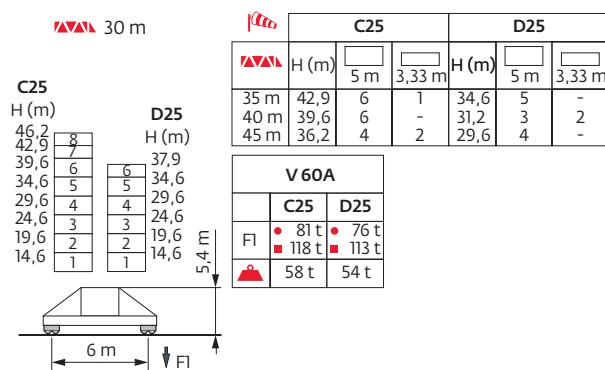 30 m
C25
H (m)
46,2
42,9
39,6
34,6
29,6
24,6
19,6
14,6
8
7
6
5
4
3
2
1
D25
H (m)
37,9
34,6
29,6
24,6
19,6
14,6
6
5
4
3
2
1
5,4 m
6 m
F1
C25 D25
H (m) 5 m 3,33 m H (m) 5 m 3,33 m
35 m 42,9 6 1 34,6 5 -
40 m 39,6 6 - 31,2 3 2
45 m 36,2 4 2 29,6 4 -
V 60A
C25 D25
F1 81 t 76 t
118 t 113 t
58 t 54 t